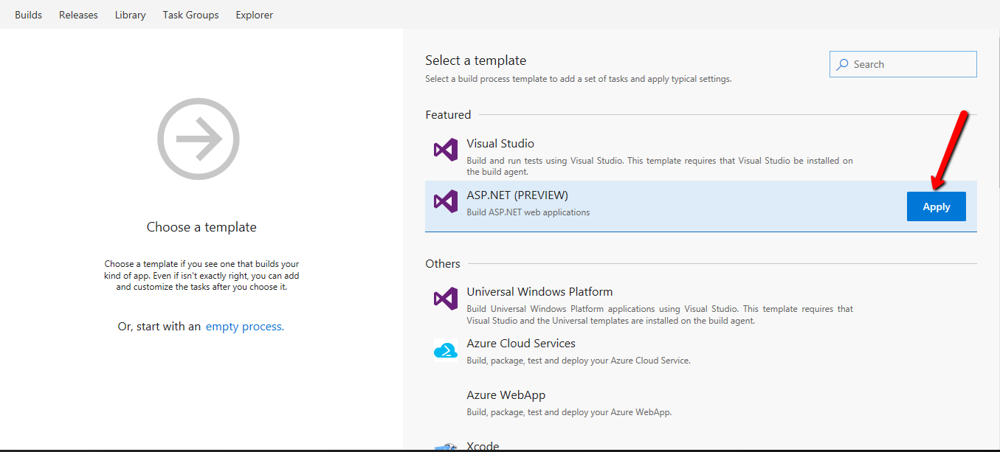 Builds Releases Library Task Groups Explorer
Choose a template
Choose a template if you see one that builds your
kind of app. Even if isn't exactly right, you can add
and customize the tasks after you choose it.
Or, start with an empty process.
Select a template
Search
Select a build process template to add a set of tasks and apply typical settings.
Featured
Visual Studio
Build and run tests using Visual Studio. This template requires that Visual Studio be installed on
the build agent.
ASP.NET (PREVIEW)
Build ASP.NET web applications
Apply
Others
Universal Windows Platform
Build Universal Windows Platform applications using Visual Studio. This template requires that
Visual Studio and the Universal templates are installed on the build agent.
Azure Cloud Services
Build, package, test and deploy your Azure Cloud Service.
Azure WebApp
Build, package, test and deploy your Azure WebApp.
Xcode